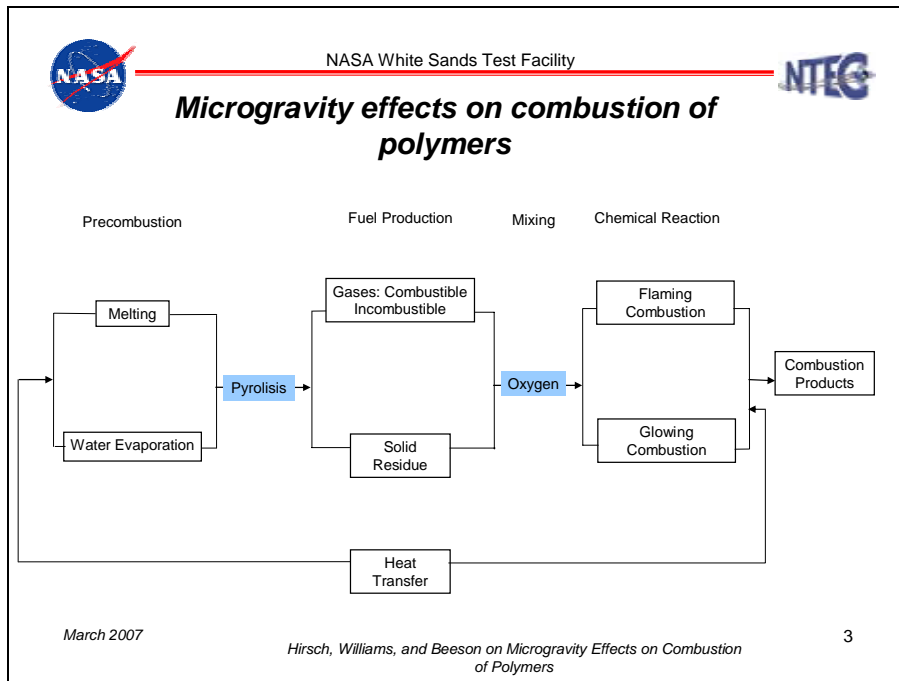 NASA
NASA White Sands Test Facility
NTEC
Microgravity effects on combustion of
polymers
Precombustion
Fuel Production
Mixing
Chemical Reaction
Melting
Water Evaporation
Pyrolisis
Gases: Combustible
Incombustible
Solid
Residue
Oxygen
Flaming
Combustion
Glowing
Combustion
Combustion
Products
Heat
Transfer
March 2007
Hirsch, Williams, and Beeson on Microgravity Effects on Combustion
of Polymers
3